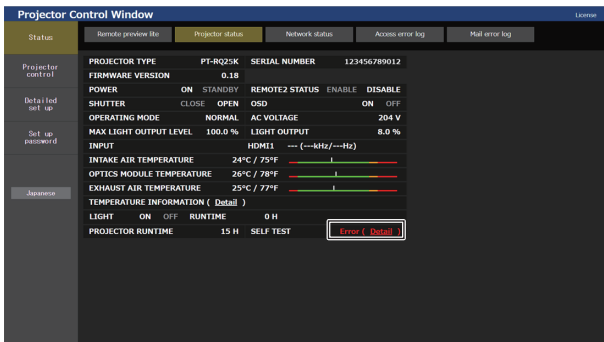 Projector Control Window
License
Status
Remote preview lite
Projector status
Network status
Access error log
Mail error log
Projector
control
Detailed
set up
Set up
password
Japanese
PROJECTOR TYPE PT-RQ25K SERIAL NUMBER 123456789012
FIRMWARE VERSION 0.18
POWER ON STANDBY REMOTE2 STATUS ENABLE DISABLE
SHUTTER CLOSE OPEN OSD ON OFF
OPERATING MODE NORMAL AC VOLTAGE 204 V
MAX LIGHT OUTPUT LEVEL 100.0 % LIGHT OUTPUT 8.0 %
INPUT HDMI1 --- (---kHz/---Hz)
INTAKE AIR TEMPERATURE 24°C / 75°F
OPTICS MODULE TEMPERATURE 26°C / 78°F
EXHAUST AIR TEMPERATURE 25°C / 77°F
TEMPERATURE INFORMATION ( Detail )
LIGHT ON OFF RUNTIME 0 H
PROJECTOR RUNTIME 15 H SELF TEST Error ( Detail )